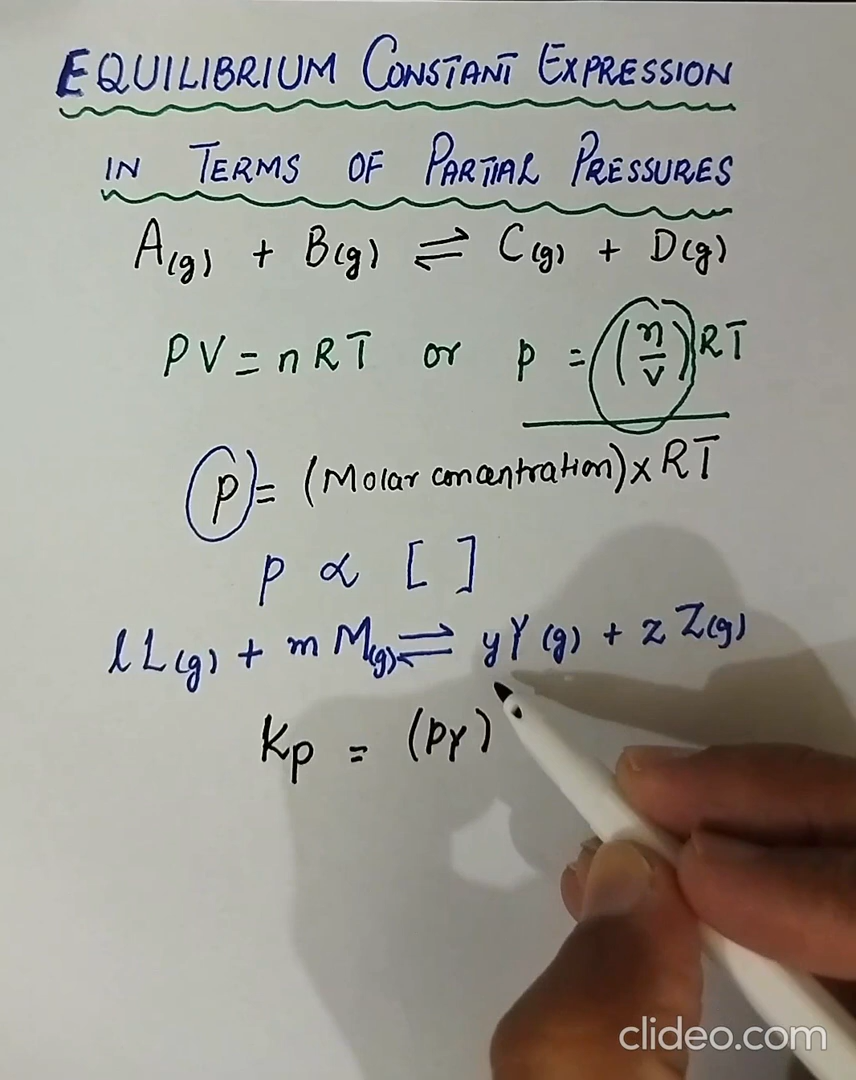 EQUILIBRIUM CONSTANT EXPRESSION
IN TERMS OF PARTIAL PRESSURES
A(g) + B(g) ⇌ C(g) + D(g)
PV = nRT or p = (n/v) RT
p = (Molar concentration) x RT
p ∝ [ ]
lL(g) + mM(g) ⇌ yY(g) + zZ(g)
Kp = (PY)
clideo.com